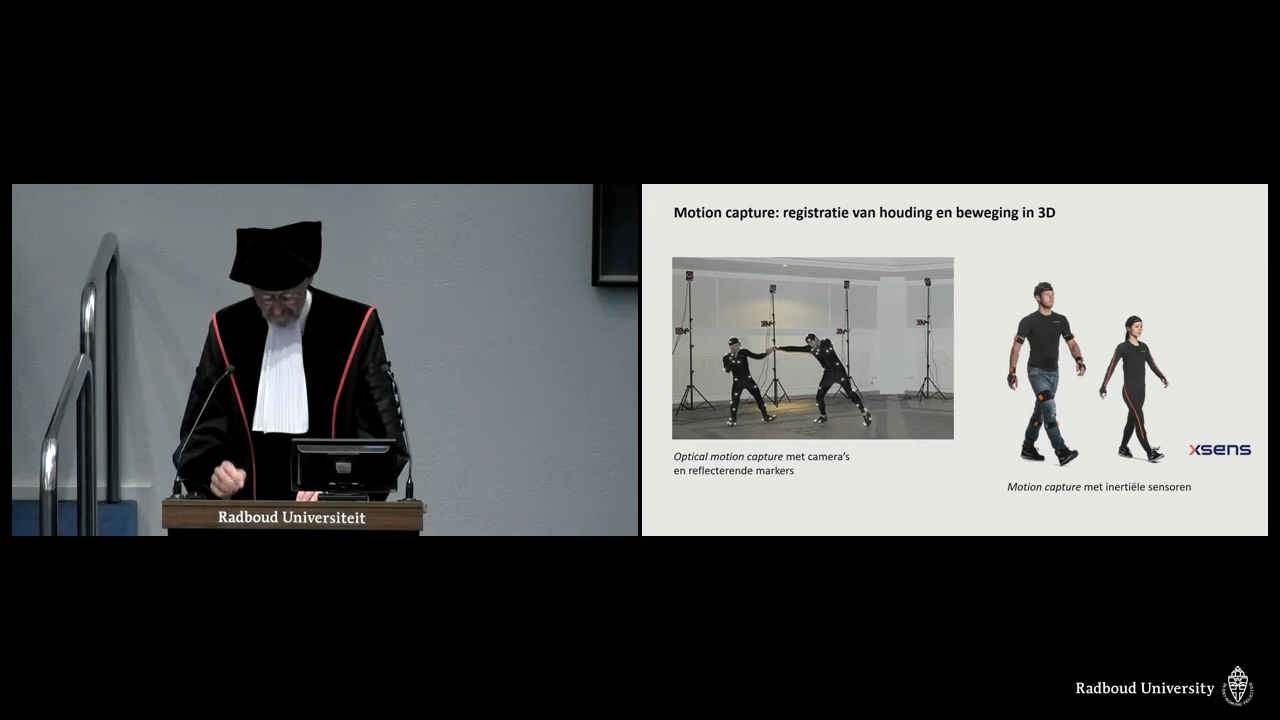 Motion capture: registratie van houding en beweging in 3D
Optical motion capture met camera's
en reflecterende markers
xsens
Motion capture met inertiële sensoren
Radboud Universiteit
Radboud University